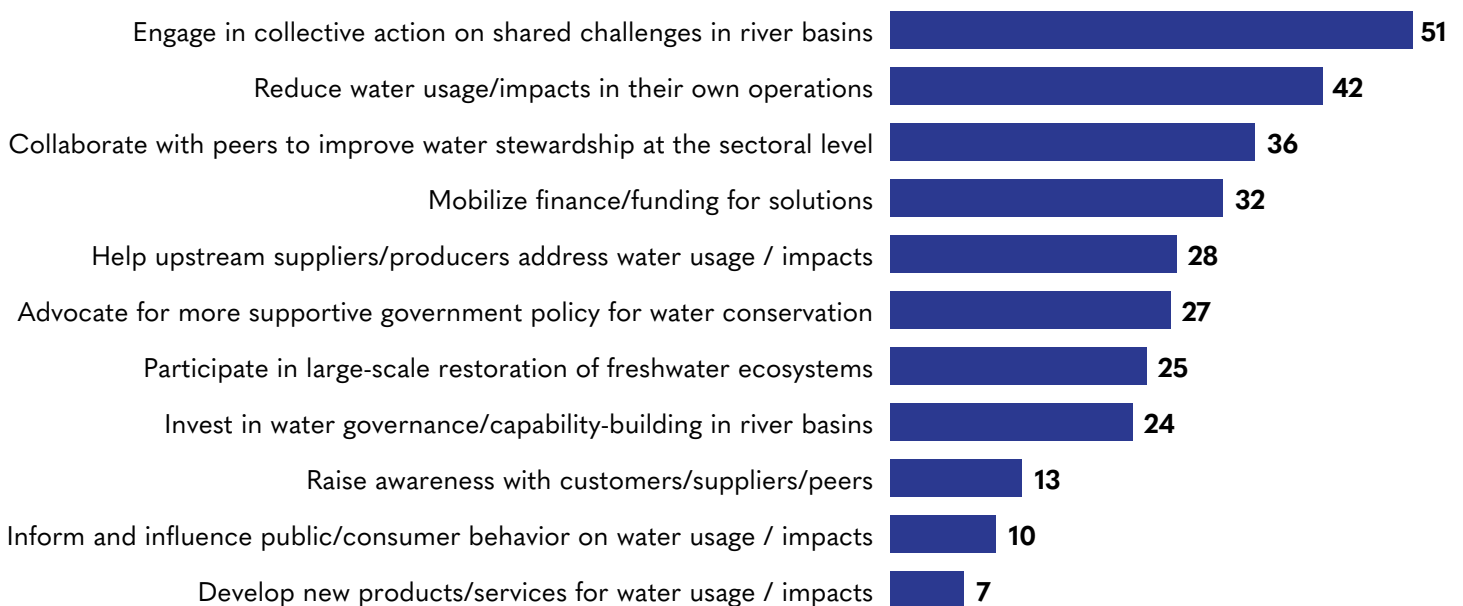 Engage in collective action on shared challenges in river basins 51
Reduce water usage/impacts in their own operations 42
Collaborate with peers to improve water stewardship at the sectoral level 36
Mobilize finance/funding for solutions 32
Help upstream suppliers/producers address water usage / impacts 28
Advocate for more supportive government policy for water conservation 27
Participate in large-scale restoration of freshwater ecosystems 25
Invest in water governance/capability-building in river basins 24
Raise awareness with customers/suppliers/peers 13
Inform and influence public/consumer behavior on water usage / impacts 10
Develop new products/services for water usage / impacts 7